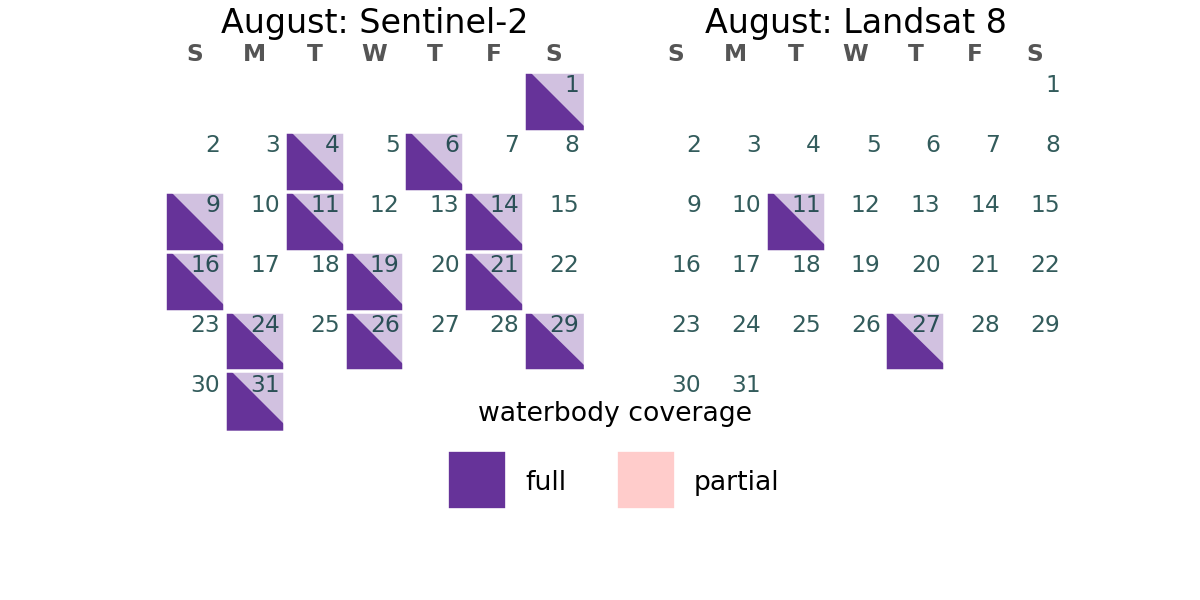 August: Sentinel-2
S M T W T F S
1
2 3 4 5 6 7 8
9 10 11 12 13 14 15
16 17 18 19 20 21 22
23 24 25 26 27 28 29
30 31
August: Landsat 8
S M T W T F S
1
2 3 4 5 6 7 8
9 10 11 12 13 14 15
16 17 18 19 20 21 22
23 24 25 26 27 28 29
30 31
waterbody coverage
full partial